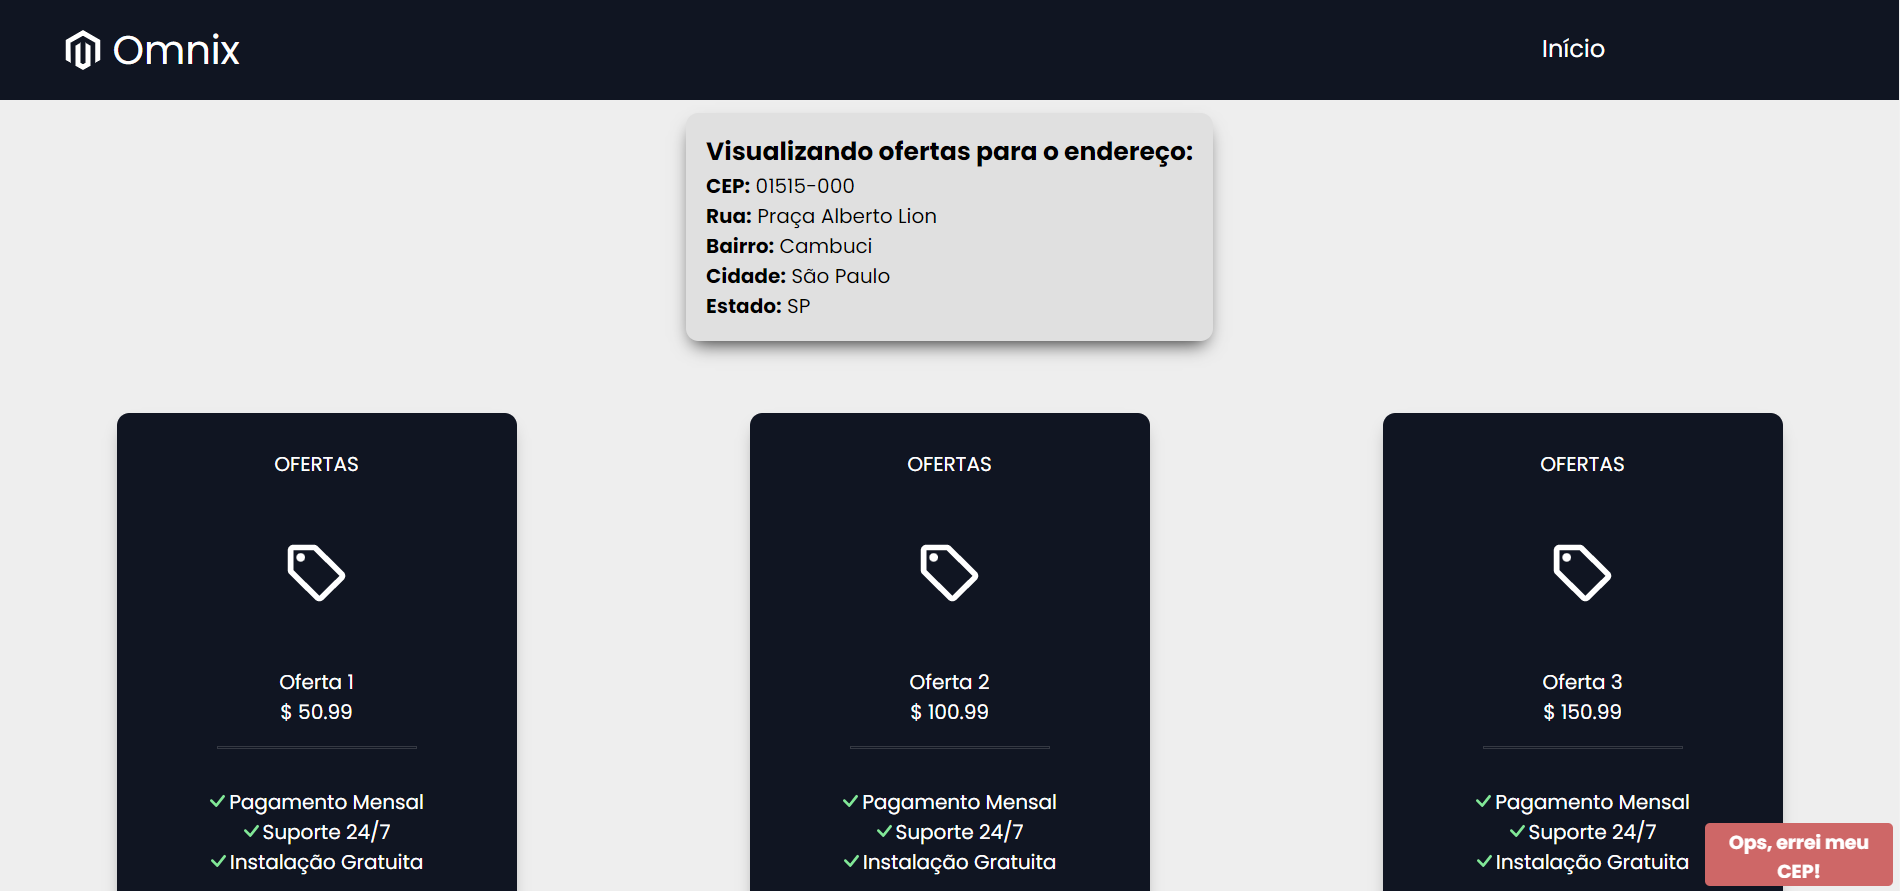 Omnix
Início
Visualizando ofertas para o endereço:
CEP: 01515-000
Rua: Praça Alberto Lion
Bairro: Cambuci
Cidade: São Paulo
Estado: SP
OFERTAS
Oferta 1
$ 50.99
Pagamento Mensal
Suporte 24/7
Instalação Gratuita
OFERTAS
Oferta 2
$ 100.99
Pagamento Mensal
Suporte 24/7
Instalação Gratuita
OFERTAS
Oferta 3
$ 150.99
Pagamento Mensal
Suporte 24/7
Instalação Gratuita
Ops, errei meu
CEP!